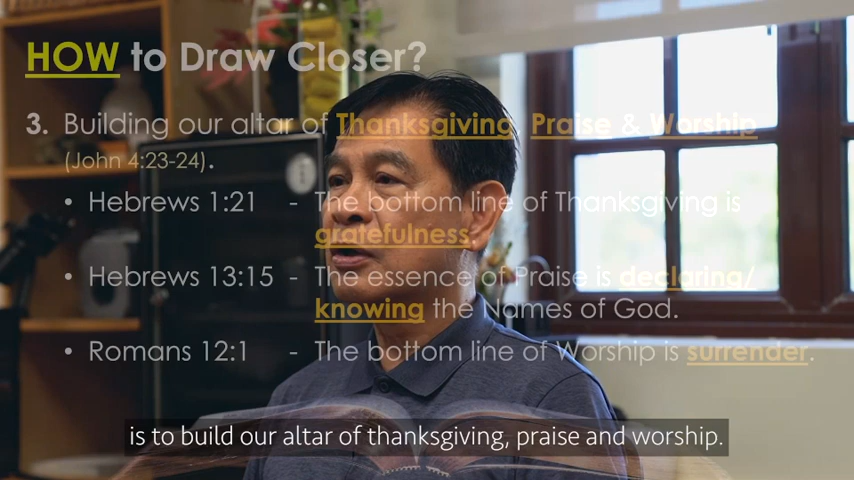 HOW to Draw Closer?
3. Building our altar of Thanksgiving, Praise & Worship
(John 4:23-24).
• Hebrews 1:21 - The bottom line of Thanksgiving is
gratefulness.
• Hebrews 13:15 - The essence of Praise is declaring/
knowing the Names of God.
• Romans 12:1 - The bottom line of Worship is surrender.
is to build our altar of thanksgiving, praise and worship.